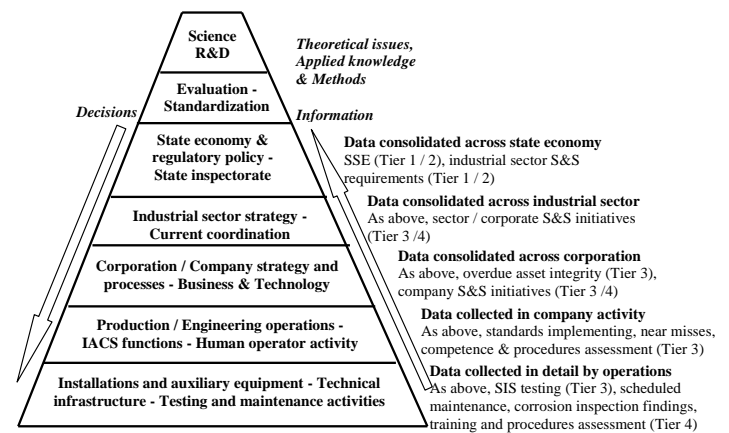 Science
R&D
Theoretical issues,
Applied knowledge
& Methods
Evaluation -
Standardization
Decisions
Information
State economy &
regulatory policy -
State inspectorate
Data consolidated across state economy
SSE (Tier 1 / 2), industrial sector S&S
requirements (Tier 1 / 2)
Industrial sector strategy -
Current coordination
Data consolidated across industrial sector
As above, sector / corporate S&S initiatives
(Tier 3 /4)
Corporation / Company strategy and
processes - Business & Technology
Data consolidated across corporation
As above, overdue asset integrity (Tier 3),
company S&S initiatives (Tier 3 /4)
Production / Engineering operations -
IACS functions - Human operator activity
Data collected in company activity
As above, standards implementing, near misses,
competence & procedures assessment (Tier 3)
Installations and auxiliary equipment - Technical
infrastructure - Testing and maintenance activities
Data collected in detail by operations
As above, SIS testing (Tier 3), scheduled
maintenance, corrosion inspection findings,
training and procedures assessment (Tier 4)